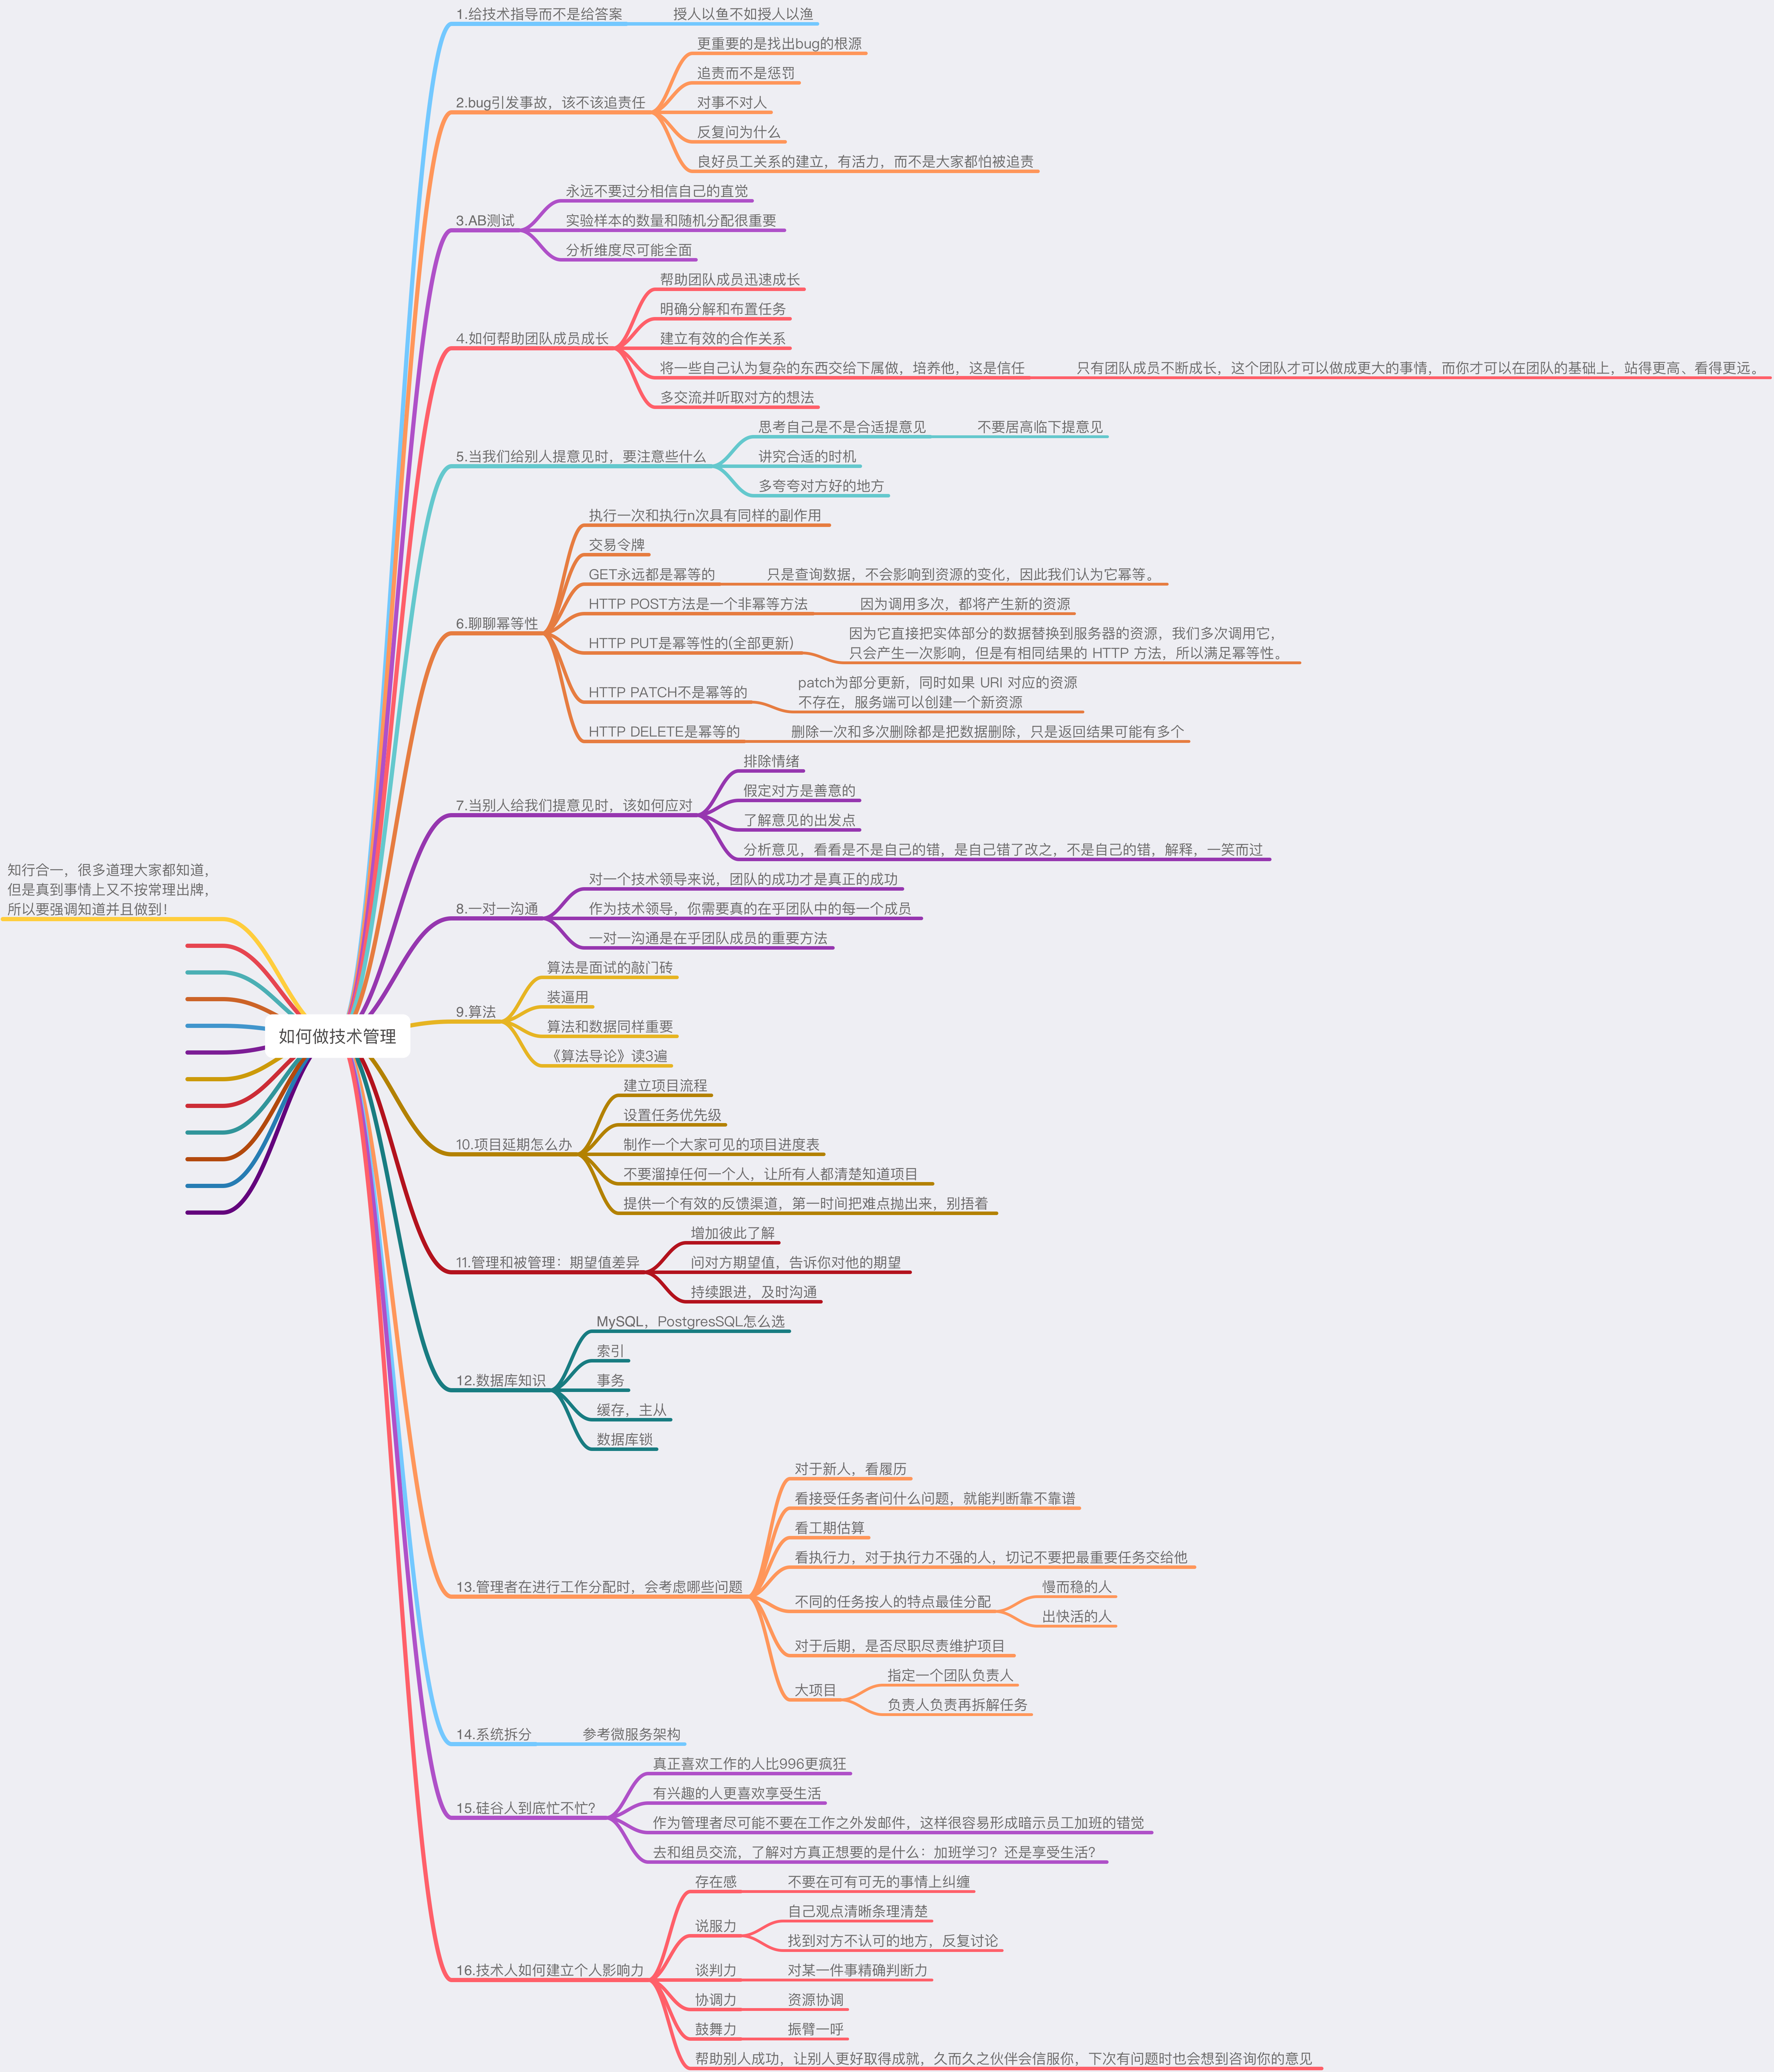 1.给技术指导而不是给答案
授人以鱼不如授人以渔
2.bug引发事故，该不该追责任
更重要的是找出bug的根源
追责而不是惩罚
对事不对人
反复问为什么
良好员工关系的建立，有活力，而不是大家都怕被追责
3.AB测试
永远不要过分相信自己的直觉
实验样本的数量和随机分配很重要
分析维度尽可能全面
4.如何帮助团队成员成长
帮助团队成员迅速成长
明确分解和布置任务
建立有效的合作关系
将一些自己认为复杂的东西交给下属做，培养他，这是信任
只有团队成员不断成长，这个团队才可以做成更大的事情，而你才可以在团队的基础上，站得更高、看得更远。
多交流并听取对方的想法
5.当我们给别人提意见时，要注意些什么
思考自己是不是合适提意见
不要居高临下提意见
讲究合适的时机
多夸夸对方好的地方
6.聊聊幂等性
执行一次和执行n次具有同样的副作用
交易令牌
GET永远都是幂等的
只是查询数据，不会影响到资源的变化，因此我们认为它幂等。
HTTP POST方法是一个非幂等方法
因为调用多次，都将产生新的资源
HTTP PUT是幂等性的(全部更新)
因为它直接把实体部分的数据替换到服务器的资源，我们多次调用它，
只会产生一次影响，但是有相同结果的 HTTP 方法，所以满足幂等性。
HTTP PATCH不是幂等的
patch为部分更新，同时如果 URI 对应的资源
不存在，服务端可以创建一个新资源
HTTP DELETE是幂等的
删除一次和多次删除都是把数据删除，只是返回结果可能有多个
7.当别人给我们提意见时，该如何应对
排除情绪
假定对方是善意的
了解意见的出发点
分析意见，看看是不是自己的错，是自己错了改之，不是自己的错，解释，一笑而过
8.一对一沟通
对一个技术领导来说，团队的成功才是真正的成功
作为技术领导，你需要真的在乎团队中的每一个成员
一对一沟通是在乎团队成员的重要方法
9.算法
算法是面试的敲门砖
装逼用
算法和数据同样重要
《算法导论》读3遍
10.项目延期怎么办
建立项目流程
设置任务优先级
制作一个大家可见的项目进度表
不要溜掉任何一个人，让所有人都清楚知道项目
提供一个有效的反馈渠道，第一时间把难点抛出来，别捂着
11.管理和被管理：期望值差异
增加彼此了解
问对方期望值，告诉你对他的期望
持续跟进，及时沟通
12.数据库知识
MySQL，PostgresSQL怎么选
索引
事务
缓存，主从
数据库锁
13.管理者在进行工作分配时，会考虑哪些问题
对于新人，看履历
看接受任务者问什么问题，就能判断靠不靠谱
看工期估算
看执行力，对于执行力不强的人，切记不要把最重要任务交给他
不同的任务按人的特点最佳分配
慢而稳的人
出快活的人
对于后期，是否尽职尽责维护项目
大项目
指定一个团队负责人
负责人负责再拆解任务
14.系统拆分
参考微服务架构
15.硅谷人到底忙不忙？
真正喜欢工作的人比996更疯狂
有兴趣的人更喜欢享受生活
作为管理者尽可能不要在工作之外发邮件，这样很容易形成暗示员工加班的错觉
去和组员交流，了解对方真正想要的是什么：加班学习？还是享受生活？
16.技术人如何建立个人影响力
存在感
不要在可有可无的事情上纠缠
说服力
自己观点清晰条理清楚
找到对方不认可的地方，反复讨论
谈判力
对某一件事精确判断力
协调力
资源协调
鼓舞力
振臂一呼
帮助别人成功，让别人更好取得成就，久而久之伙伴会信服你，下次有问题时也会想到咨询你的意见
如何做技术管理
知行合一，很多道理大家都知道，
但是真到事情上又不按常理出牌，
所以要强调知道并且做到！